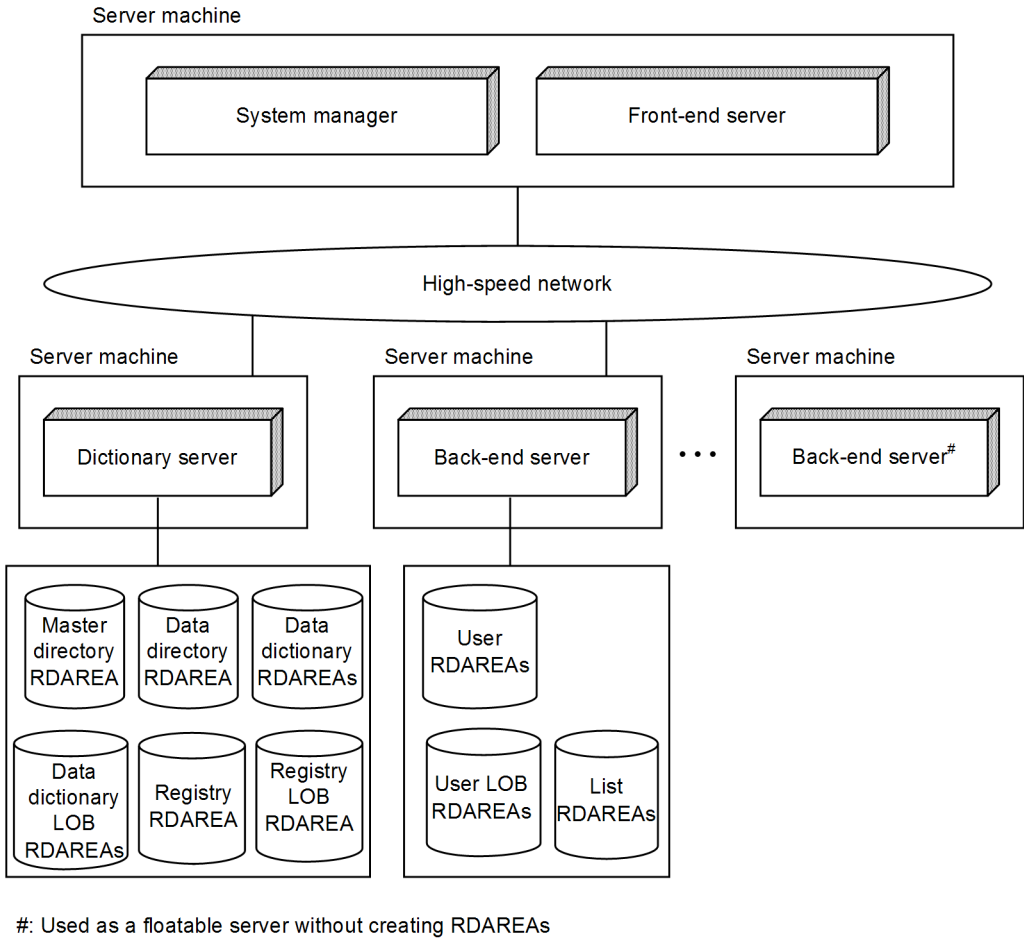 Server machine
System manager
Front-end server
High-speed network
Server machine
Server machine
Server machine
Dictionary server
Back-end server
...
Back-end server#
Master
directory
RDAREA
Data
directory
RDAREA
Data
dictionary
RDAREAs
User
RDAREAs
Data
dictionary
LOB
RDAREAs
Registry
RDAREA
Registry
LOB
RDAREA
User LOB
RDAREAs
List
RDAREAs
#: Used as a floatable server without creating RDAREAs